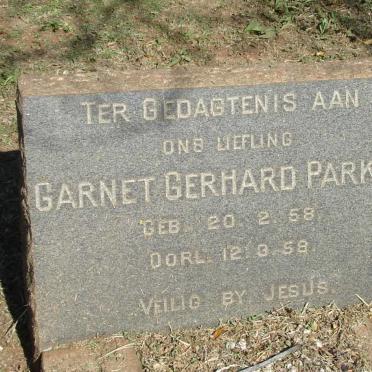 TER GEDAGTENIS AAN
ONS LIEFLING
GARNET GERHARD PARK
GEB. 20. 2. 58.
OORL. 12. 3. 58.
VEILIG BY JESUS.